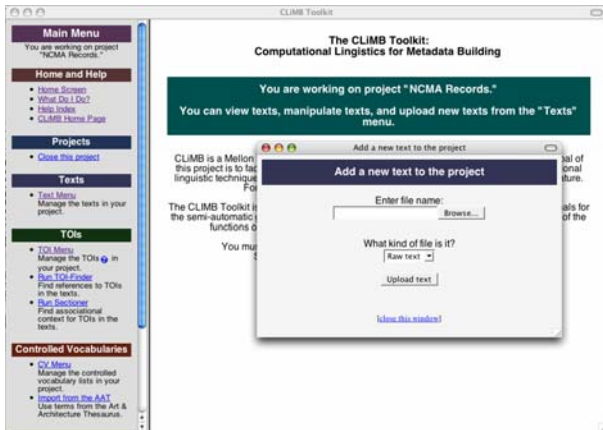 CLiMB Toolkit
Main Menu
You are working on project
"NCMA Records."
Home and Help
Home Screen
What Do I Do?
Help Index
CLiMB Home Page
Projects
Close this project
Texts
Text Menu
Manage the texts in your
project.
TOIs
TOI Menu
Manage the TOIs ? in
your project.
Run TOI-Finder
Find references to TOIs
in the texts.
Run Sectioner
Find associational
context for TOIs in the
texts.
Controlled Vocabularies
CV Menu
Manage the controlled
vocabulary lists in your
project.
Import from the AAT
Use terms from the Art &
Architecture Thesaurus.
The CLiMB Toolkit:
Computational Lingistics for Metadata Building
You are working on project "NCMA Records."
You can view texts, manipulate texts, and upload new texts from the "Texts"
menu.
CLiMB is a Mellon
al of
this project is to fac
ional
linguistic technique
ature.
For
The CLiMB Toolkit i
als for
the semi-automatic
of the
functions o
You mu
S
Add a new text to the project
Add a new text to the project
Enter file name:
Browse...
What kind of file is it?
Raw text
Upload text
[close this window]